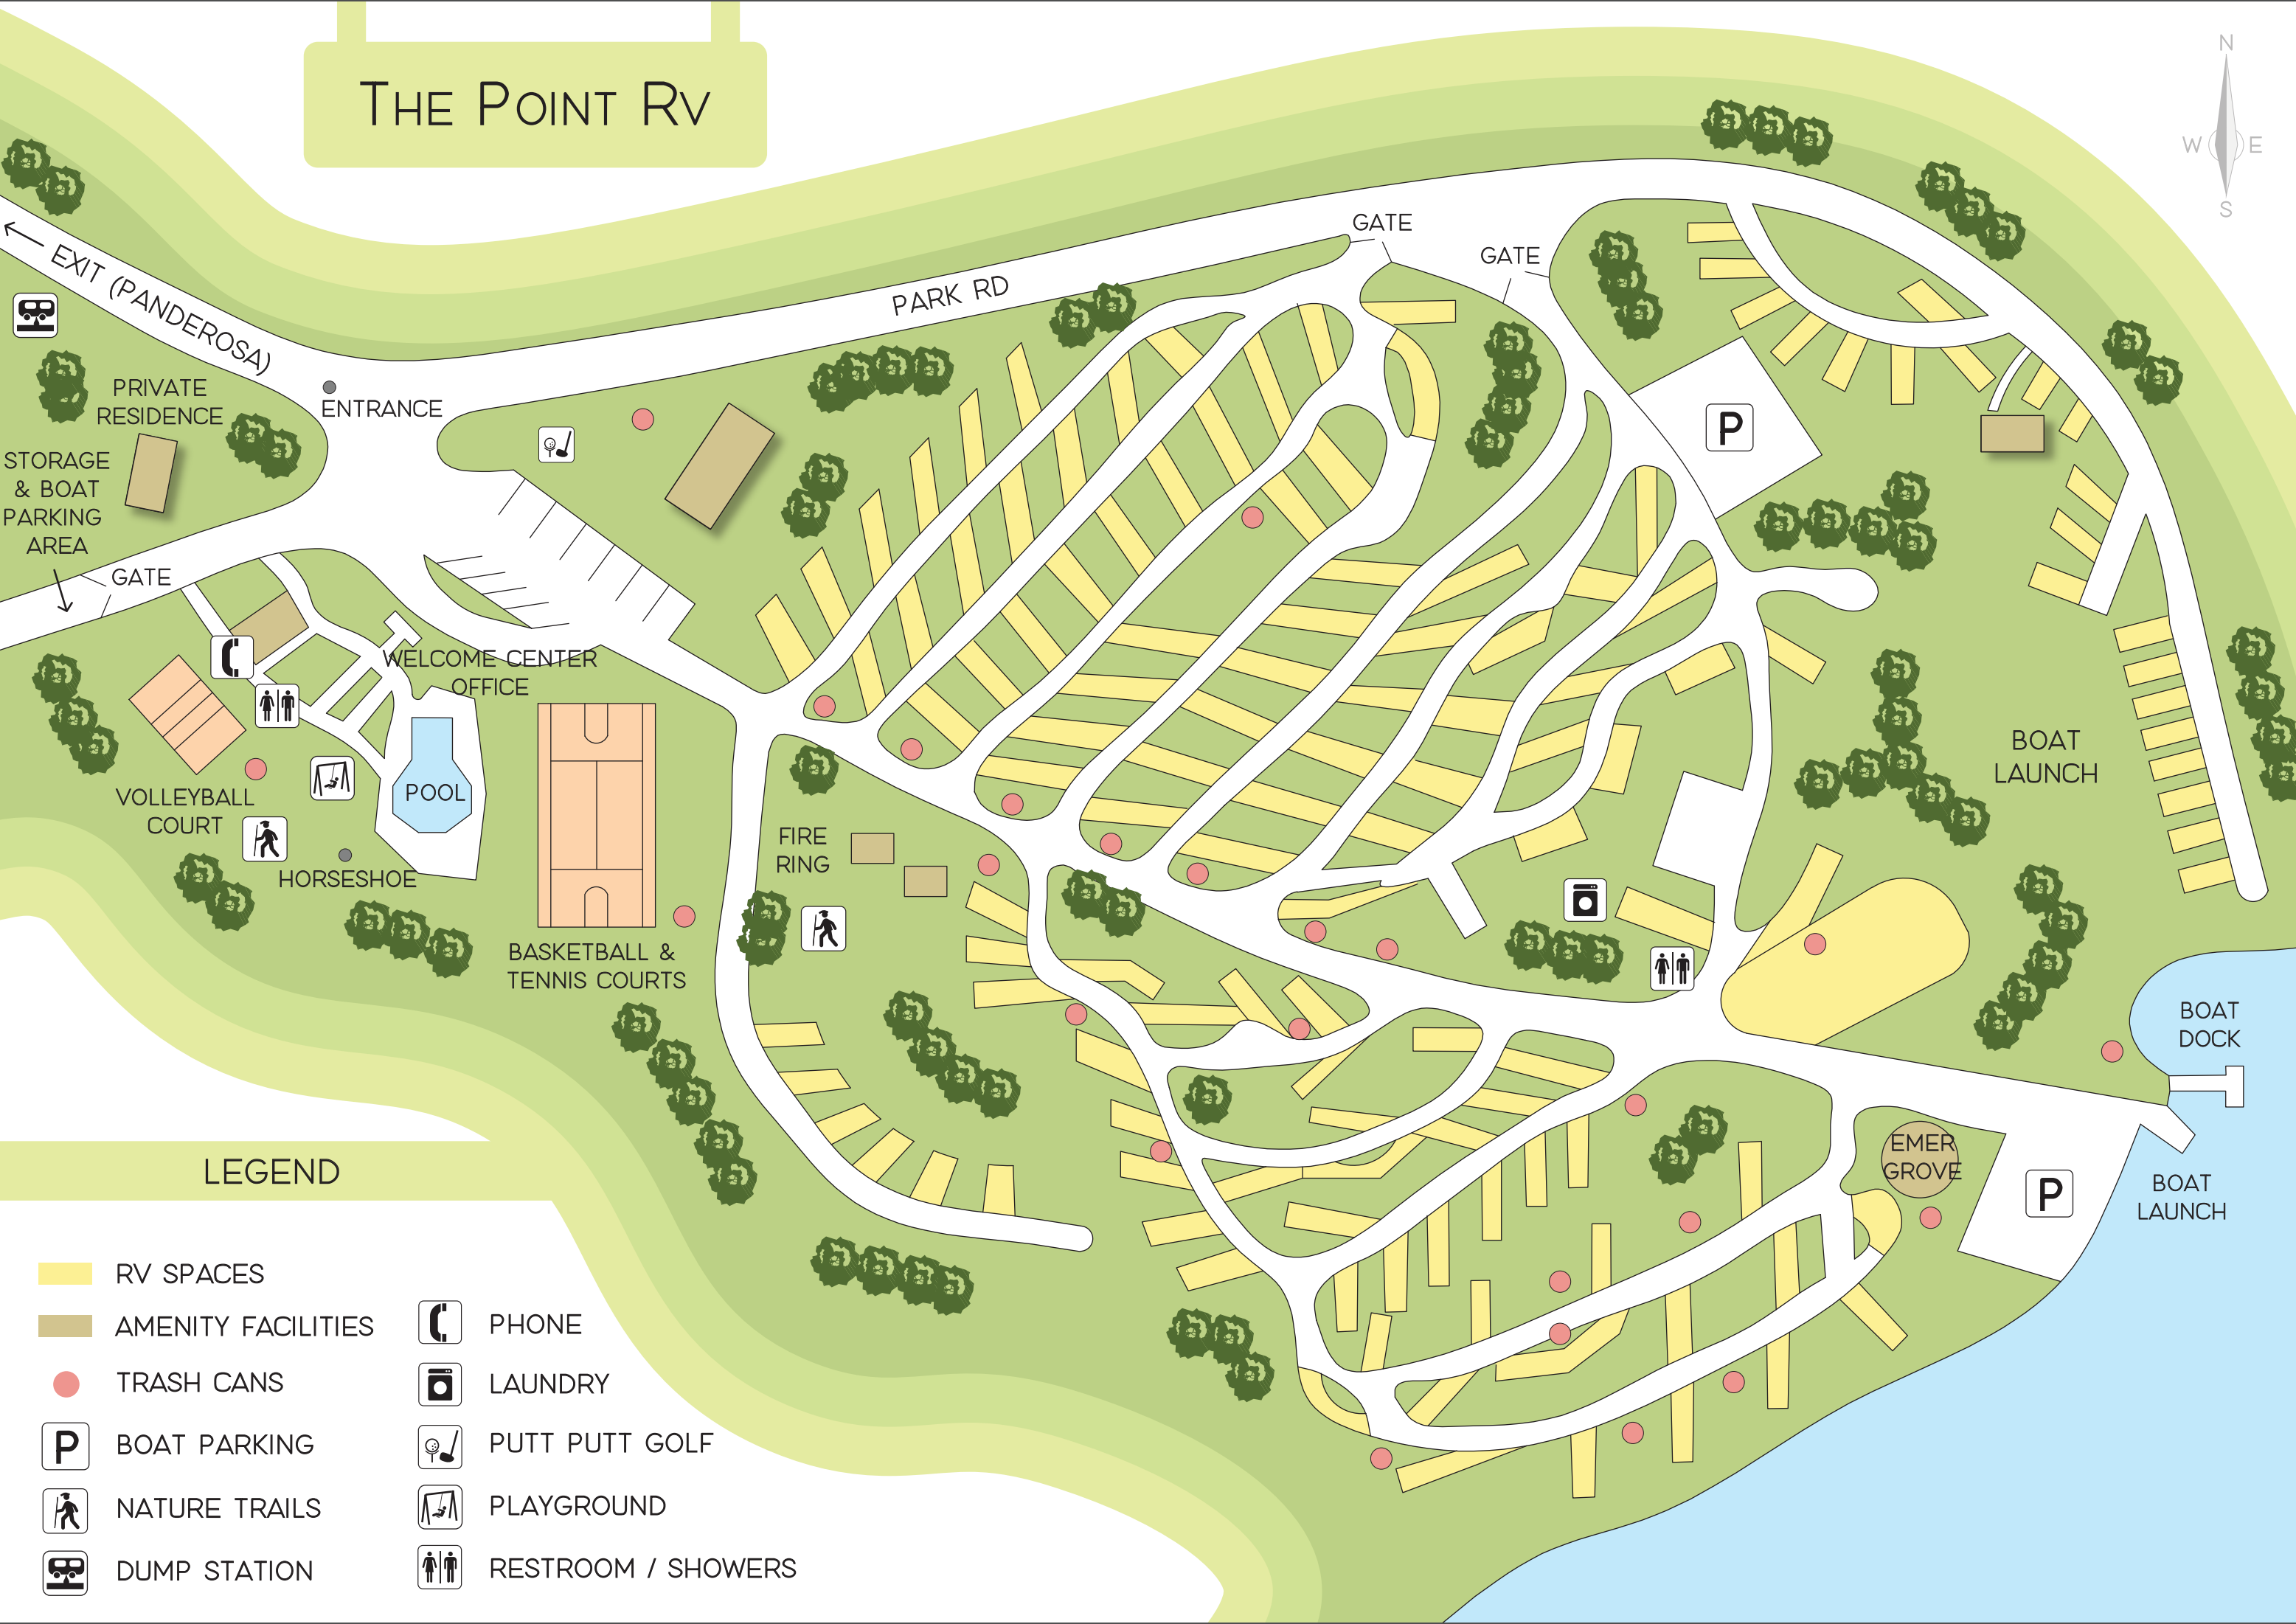 THE POINT RV
N
W E
S
GATE
GATE
← EXIT (PANDEROSA)
PARK RD
PRIVATE
RESIDENCE
ENTRANCE
STORAGE
& BOAT
PARKING
AREA
GATE
P
WELCOME CENTER
OFFICE
POOL
VOLLEYBALL
COURT
HORSESHOE
BASKETBALL &
TENNIS COURTS
FIRE
RING
BOAT
LAUNCH
BOAT
DOCK
EMER
GROVE
P
BOAT
LAUNCH
LEGEND
RV SPACES
AMENITY FACILITIES
TRASH CANS
P BOAT PARKING
NATURE TRAILS
DUMP STATION
PHONE
LAUNDRY
PUTT PUTT GOLF
PLAYGROUND
RESTROOM / SHOWERS